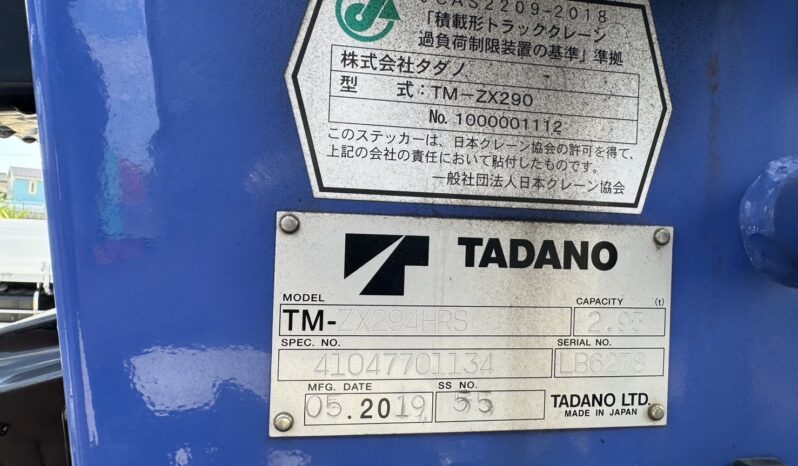 JCAS2209-2018
「積載形トラッククレーン
過負荷制限装置の基準」準拠
株式会社タダノ
型 式:TM-ZX290
No. 1000001112
このステッカーは、日本クレーン協会の許可を得て、
上記の会社の責任において貼付したものです。
一般社団法人日本クレーン協会
TADANO
MODEL CAPACITY (t)
TM-ZX294HRS 2.93
SPEC. NO. SERIAL NO.
41047701134 LB6278
MFG. DATE SS NO.
05.2019 55 TADANO LTD.
MADE IN JAPAN